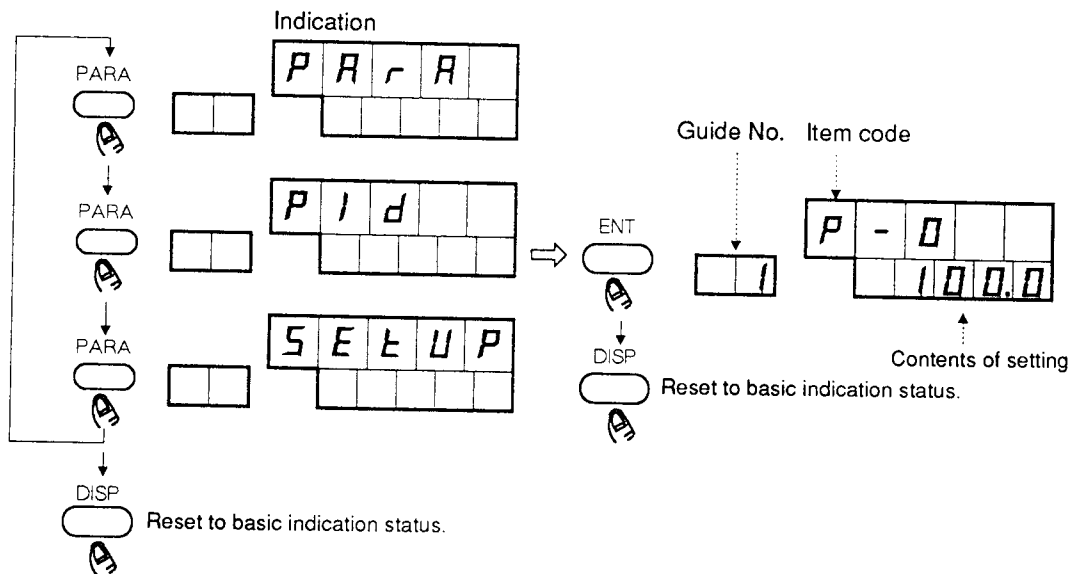 Indication
PARA
PArA
PARA
PId
PARA
SEtUP
DISP
Reset to basic indication status.
ENT
Guide No. Item code
1
P-0
100.0
DISP
Contents of setting
Reset to basic indication status.